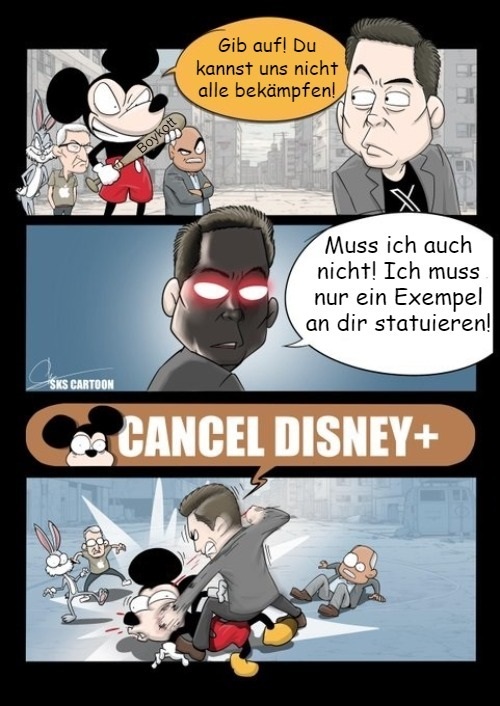 Gib auf! Du
kannst uns nicht
alle bekämpfen!
Boykott
X
Muss ich auch
nicht! Ich muss
nur ein Exempel
an dir statuieren!
SKS CARTOON
CANCEL DISNEY+